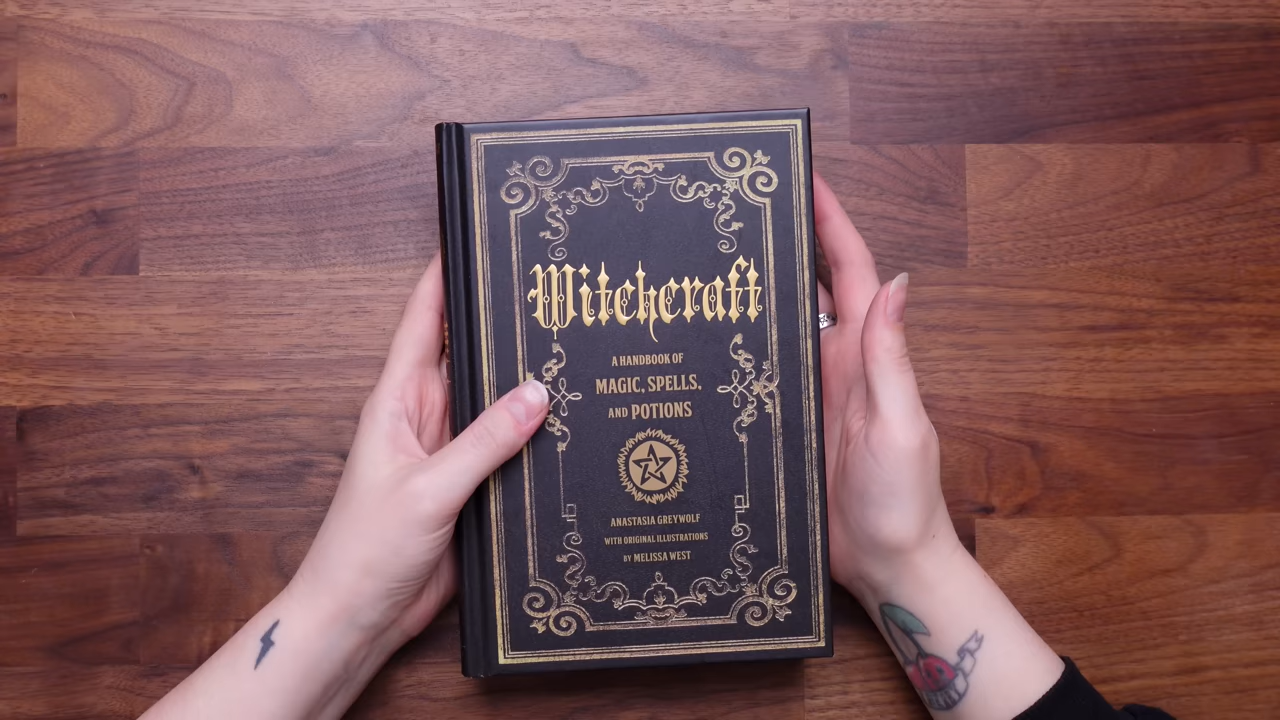 Witchcraft
A HANDBOOK OF
MAGIC, SPELLS,
AND POTIONS
ANASTASIA GREYWOLF
WITH ORIGINAL ILLUSTRATIONS
BY MELISSA WEST